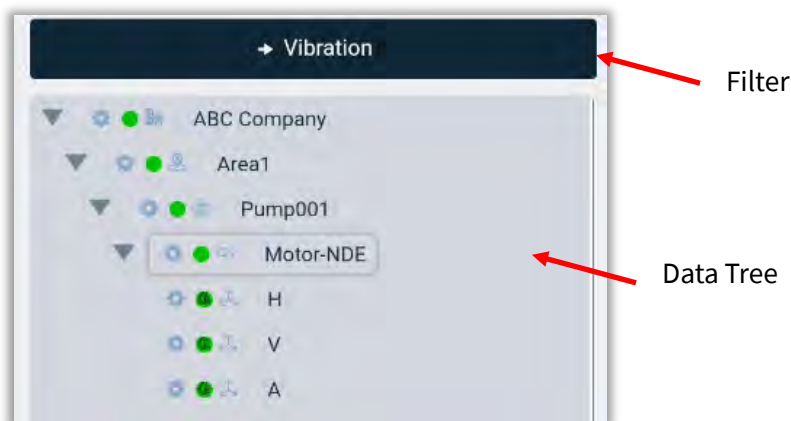 Vibration
Filter
ABC Company
Area1
Pump001
Motor-NDE
Data Tree
H
V
A